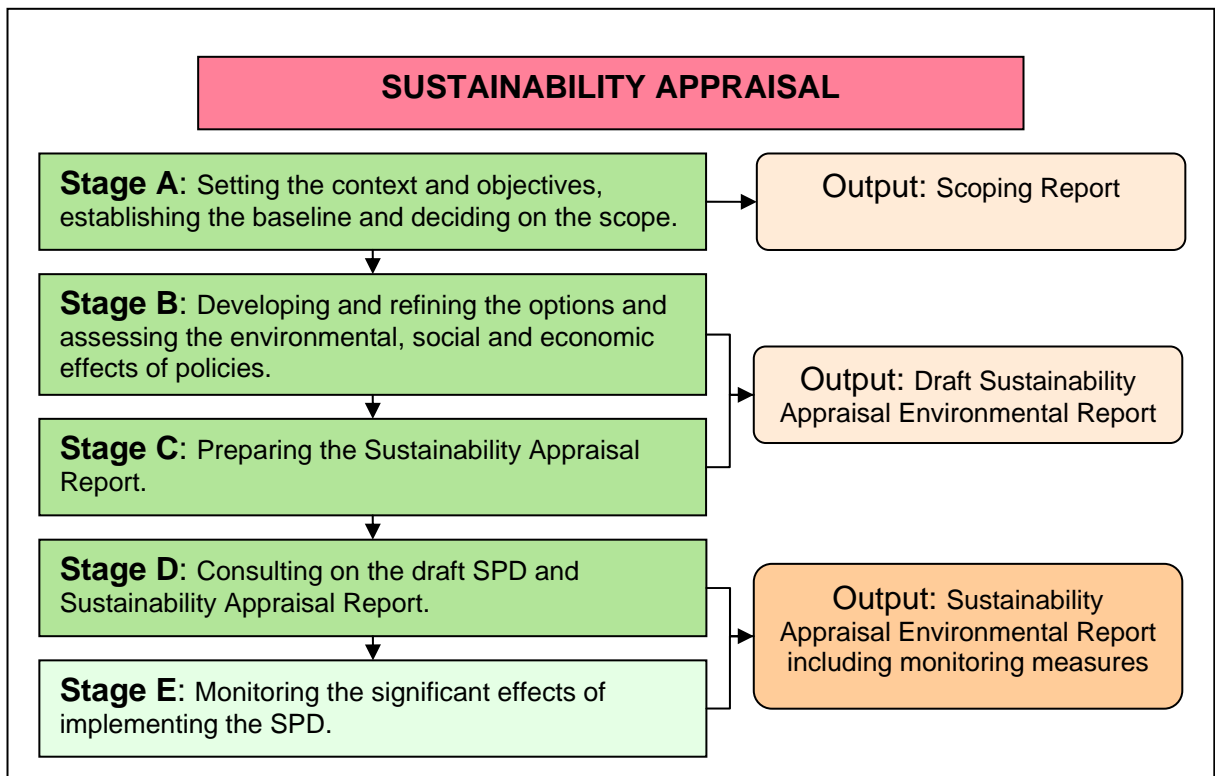 SUSTAINABILITY APPRAISAL
Stage A: Setting the context and objectives,
establishing the baseline and deciding on the scope.
Output: Scoping Report
Stage B: Developing and refining the options and
assessing the environmental, social and economic
effects of policies.
Output: Draft Sustainability
Appraisal Environmental Report
Stage C: Preparing the Sustainability Appraisal
Report.
Stage D: Consulting on the draft SPD and
Sustainability Appraisal Report.
Output: Sustainability
Appraisal Environmental Report
including monitoring measures
Stage E: Monitoring the significant effects of
implementing the SPD.